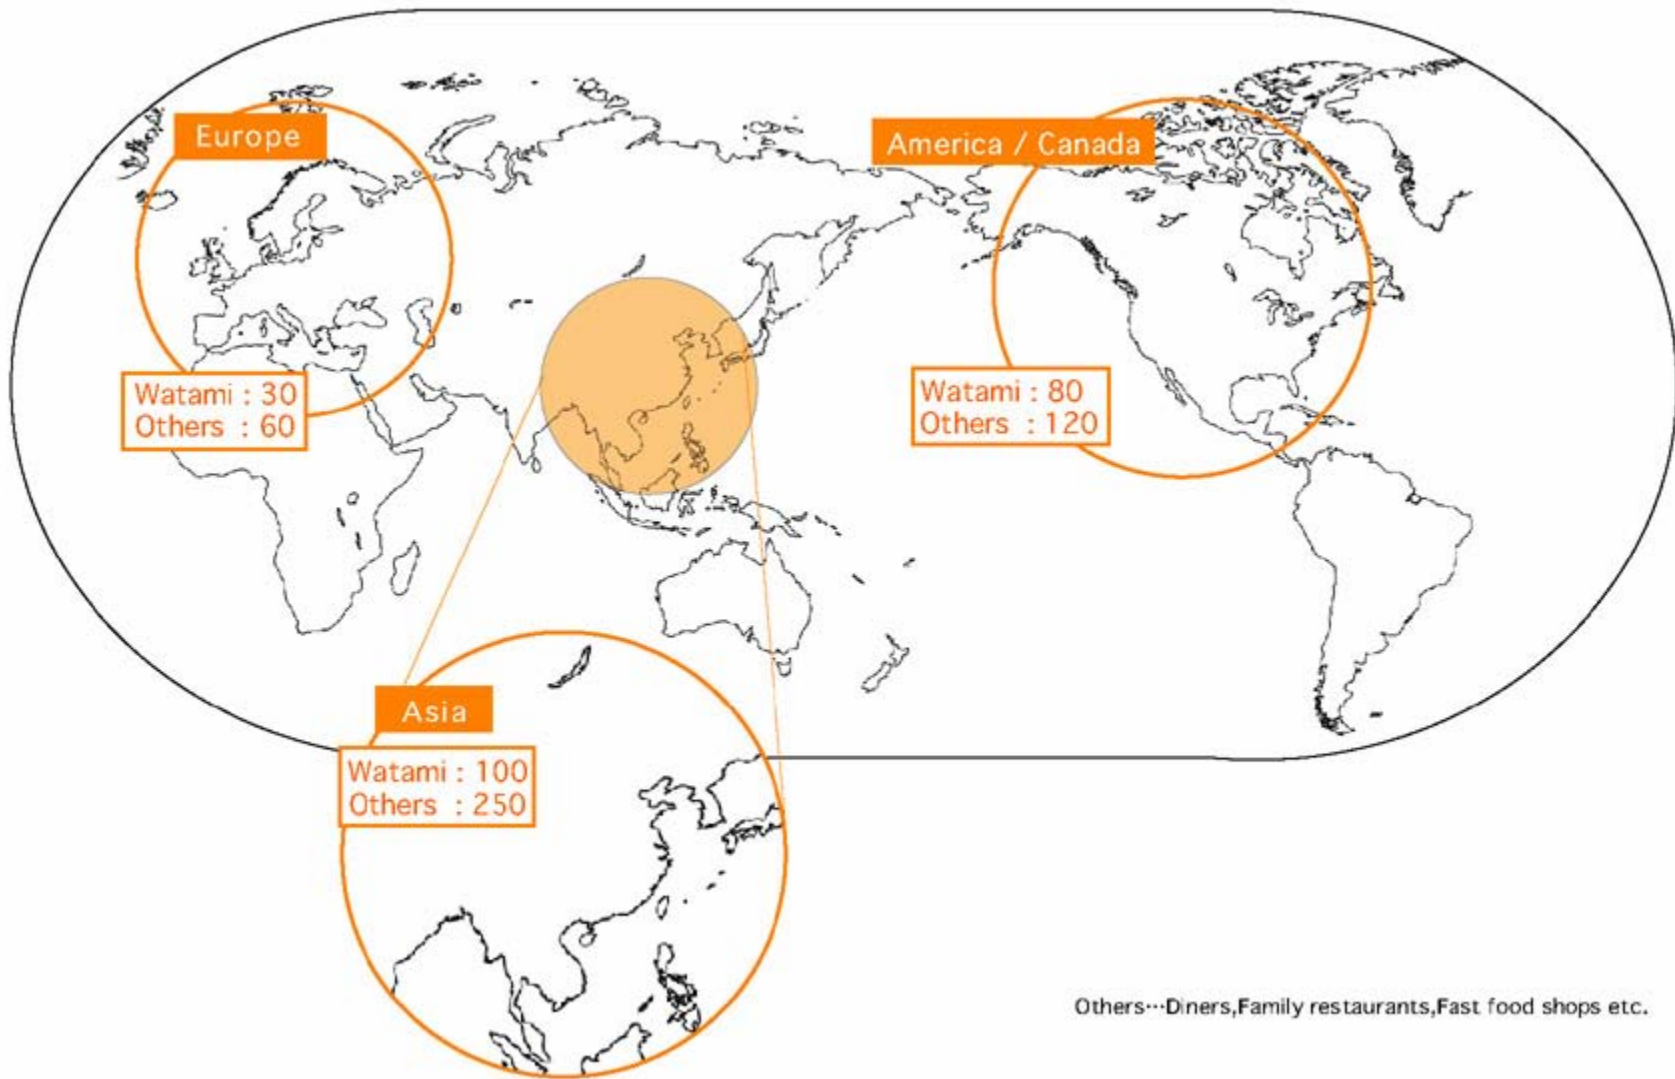 Europe
America / Canada
Watami : 30
Others : 60
Watami : 80
Others : 120
Asia
Watami : 100
Others : 250
Others…Diners,Family restaurants,Fast food shops etc.